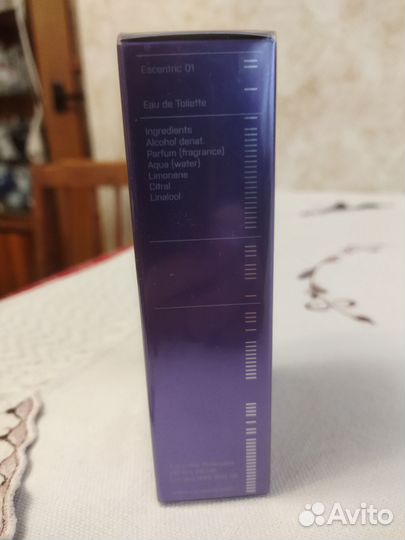 Escentric 01
Eau de Toilette
Ingredients
Alcohol denat.
Parfum (fragrance)
Aqua (water)
Limonene
Citral
Linalool
Avito